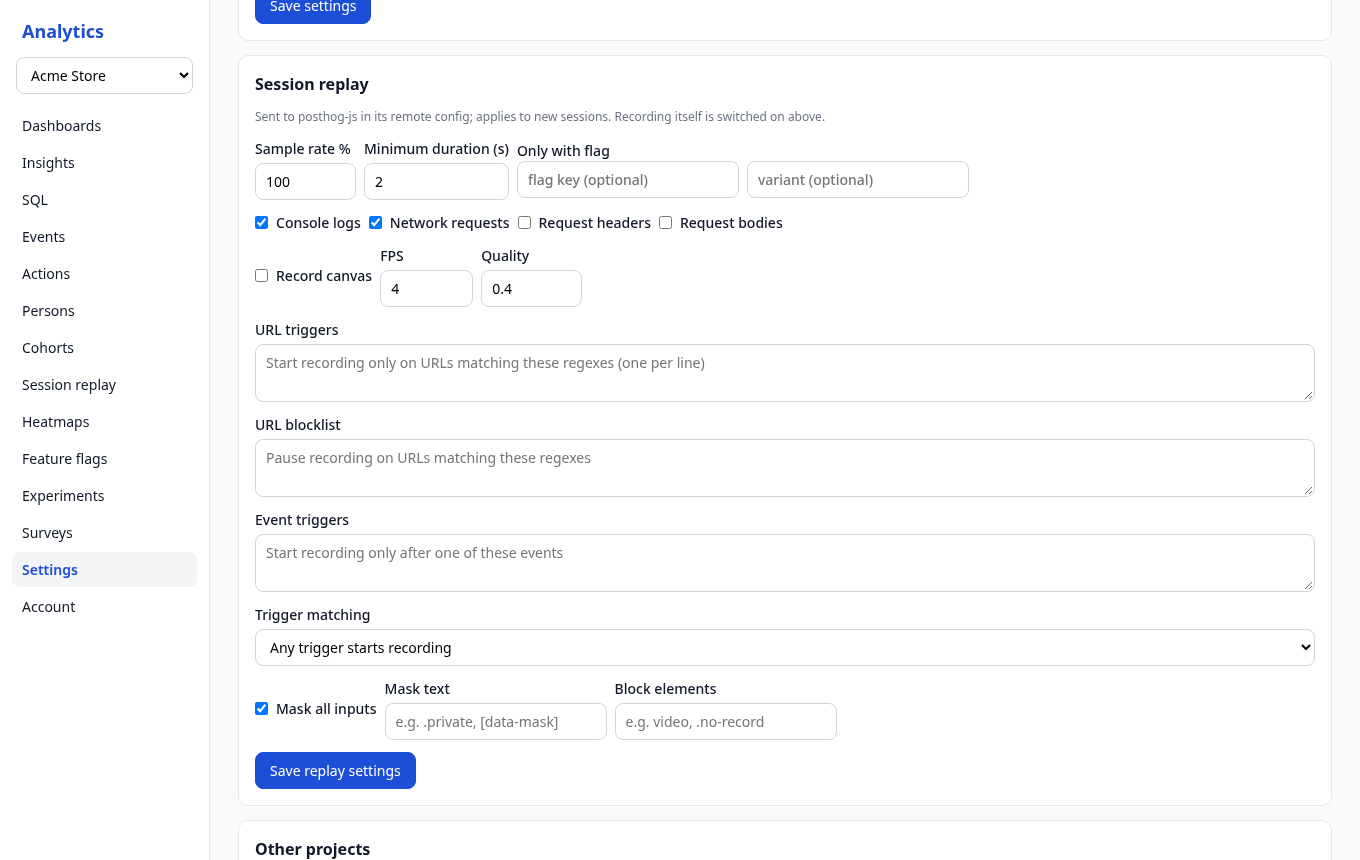 Analytics
Acme Store
Dashboards
Insights
SQL
Events
Actions
Persons
Cohorts
Session replay
Heatmaps
Feature flags
Experiments
Surveys
Settings
Account
Save settings
Session replay
Sent to posthog-js in its remote config; applies to new sessions. Recording itself is switched on above.
Sample rate % Minimum duration (s) Only with flag
100 2 flag key (optional) variant (optional)
Console logs Network requests Request headers Request bodies
FPS Quality
Record canvas 4 0.4
URL triggers
Start recording only on URLs matching these regexes (one per line)
URL blocklist
Pause recording on URLs matching these regexes
Event triggers
Start recording only after one of these events
Trigger matching
Any trigger starts recording
Mask text Block elements
Mask all inputs e.g. .private, [data-mask] e.g. video, .no-record
Save replay settings
Other projects